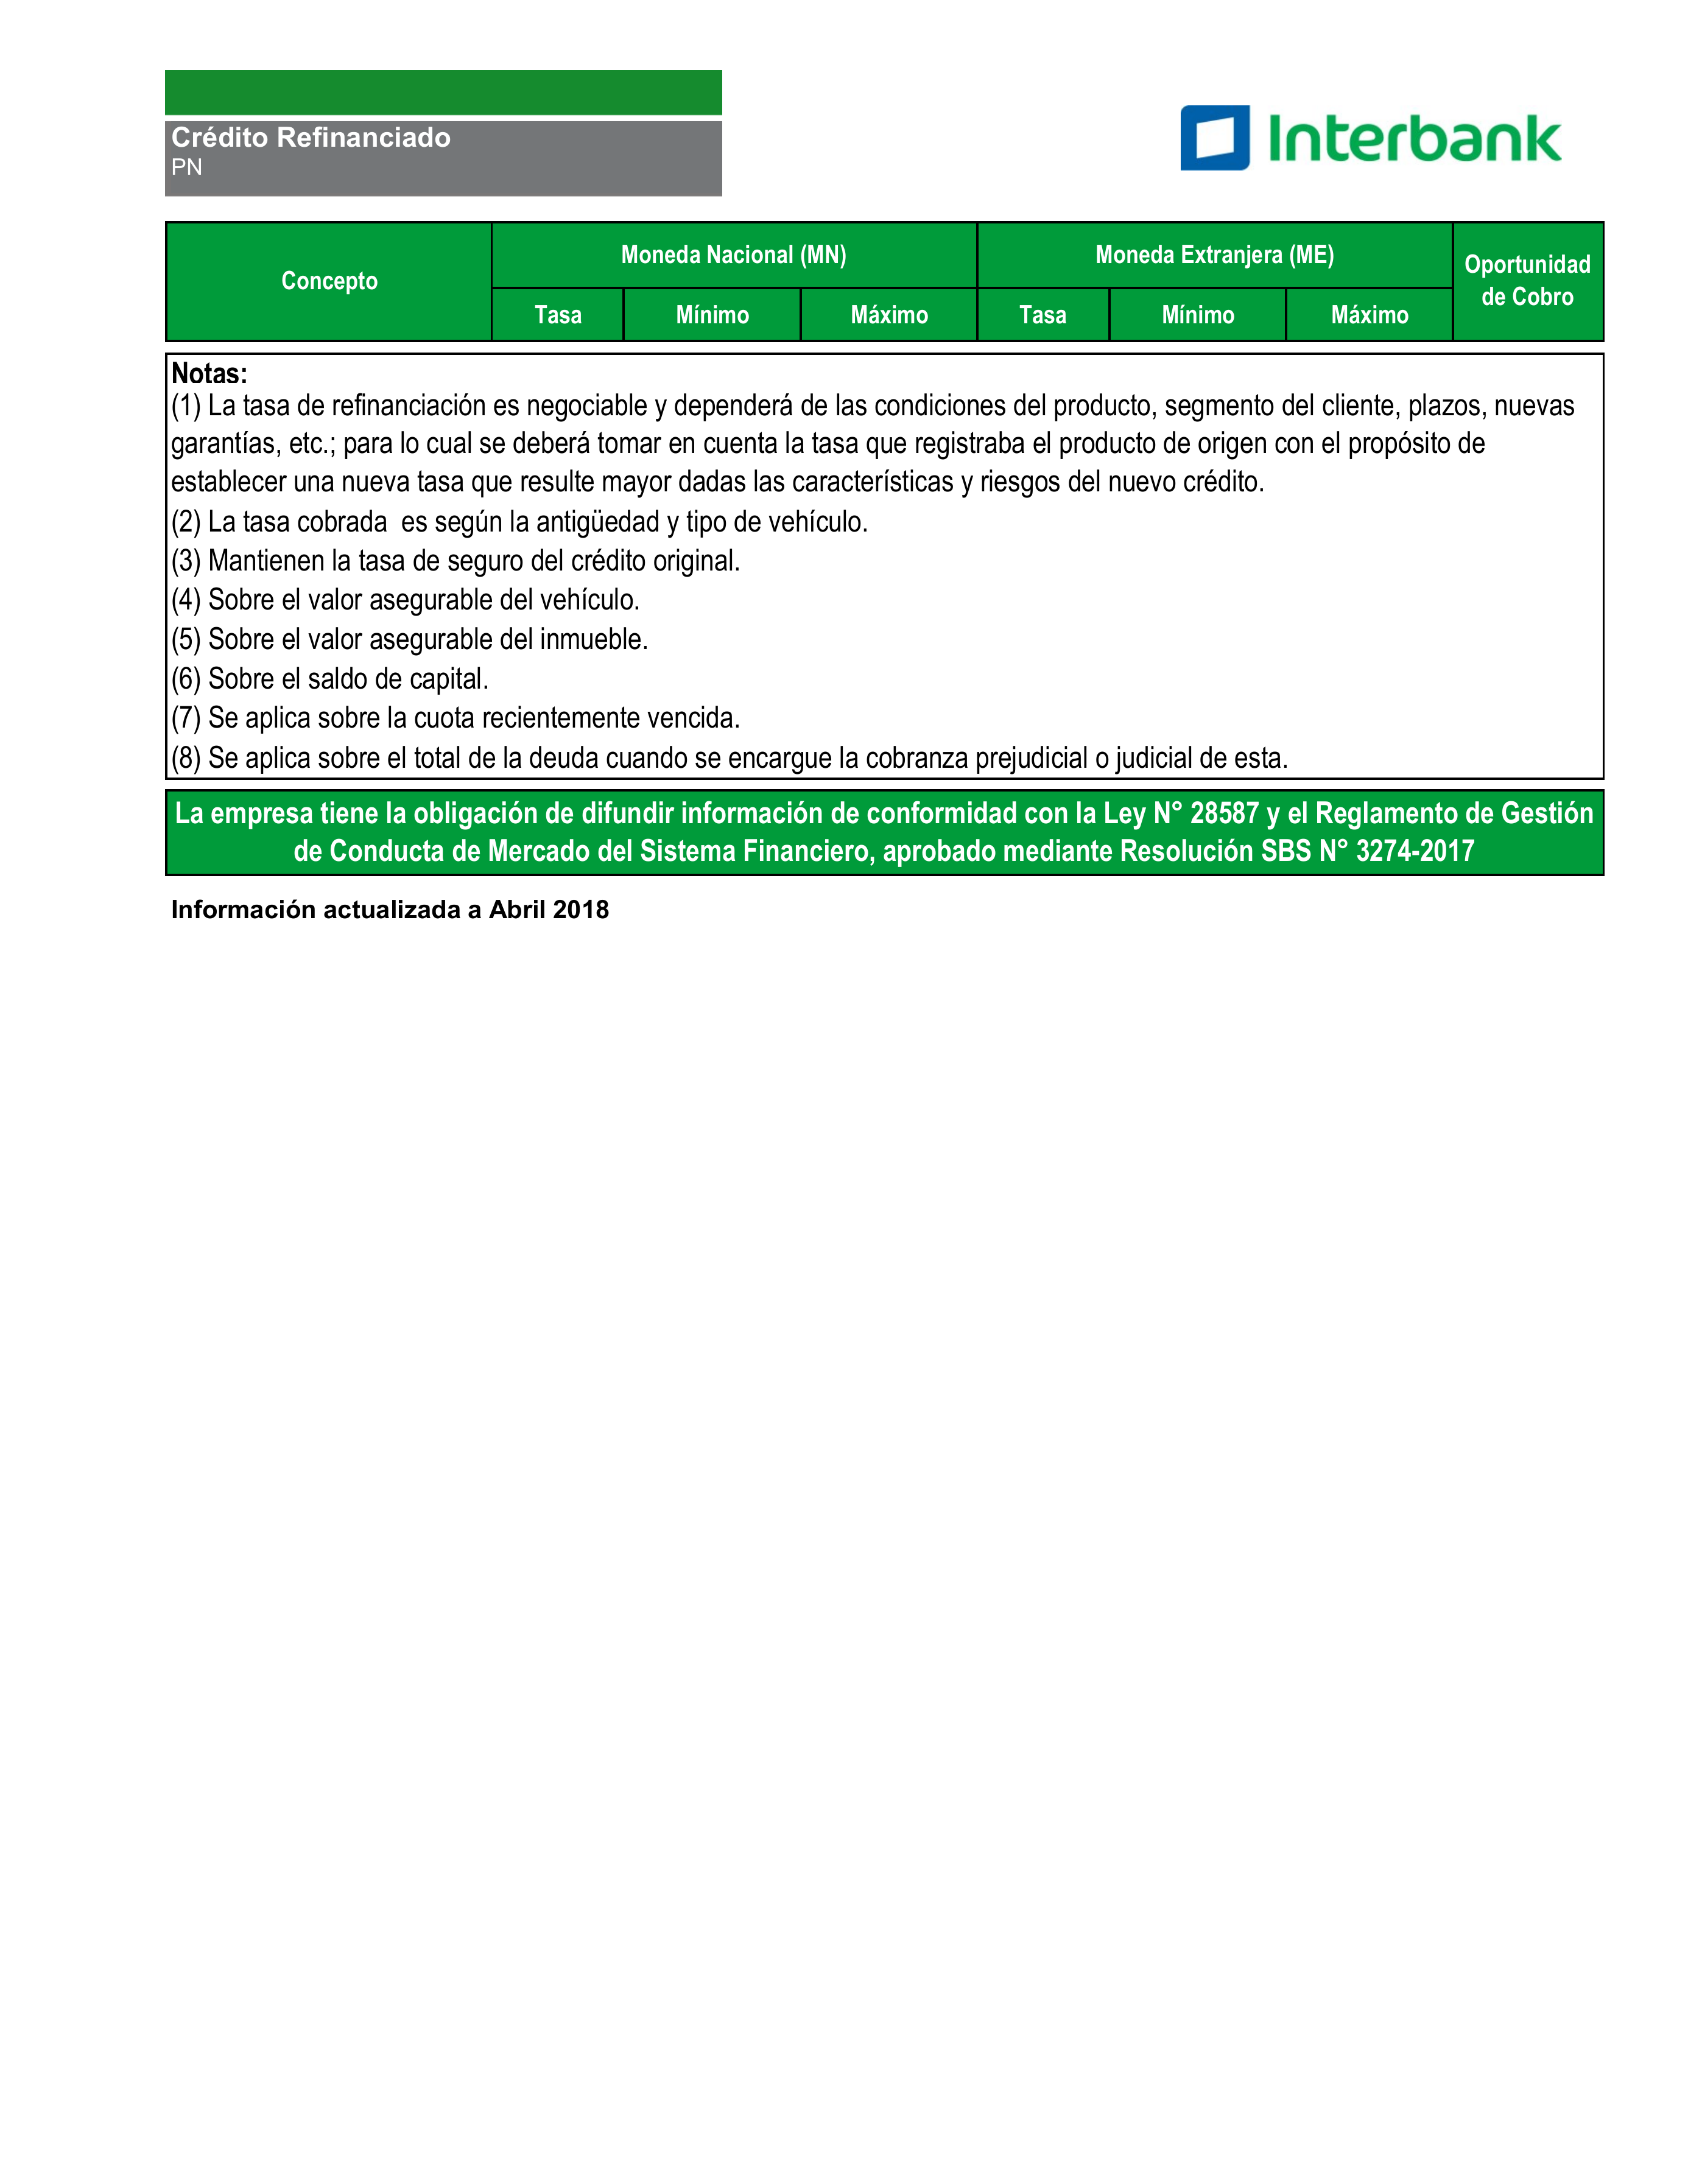 Crédito Refinanciado
PN
Interbank
Concepto
Moneda Nacional (MN)
Moneda Extranjera (ME)
Oportunidad
de Cobro
Tasa
Mínimo
Máximo
Tasa
Mínimo
Máximo
Notas:
(1) La tasa de refinanciación es negociable y dependerá de las condiciones del producto, segmento del cliente, plazos, nuevas
garantías, etc.; para lo cual se deberá tomar en cuenta la tasa que registraba el producto de origen con el propósito de
establecer una nueva tasa que resulte mayor dadas las características y riesgos del nuevo crédito.
(2) La tasa cobrada  es según la antigüedad y tipo de vehículo.
(3) Mantienen la tasa de seguro del crédito original.
(4) Sobre el valor asegurable del vehículo.
(5) Sobre el valor asegurable del inmueble.
(6) Sobre el saldo de capital.
(7) Se aplica sobre la cuota recientemente vencida.
(8) Se aplica sobre el total de la deuda cuando se encargue la cobranza prejudicial o judicial de esta.
La empresa tiene la obligación de difundir información de conformidad con la Ley N° 28587 y el Reglamento de Gestión
de Conducta de Mercado del Sistema Financiero, aprobado mediante Resolución SBS N° 3274-2017
Información actualizada a Abril 2018